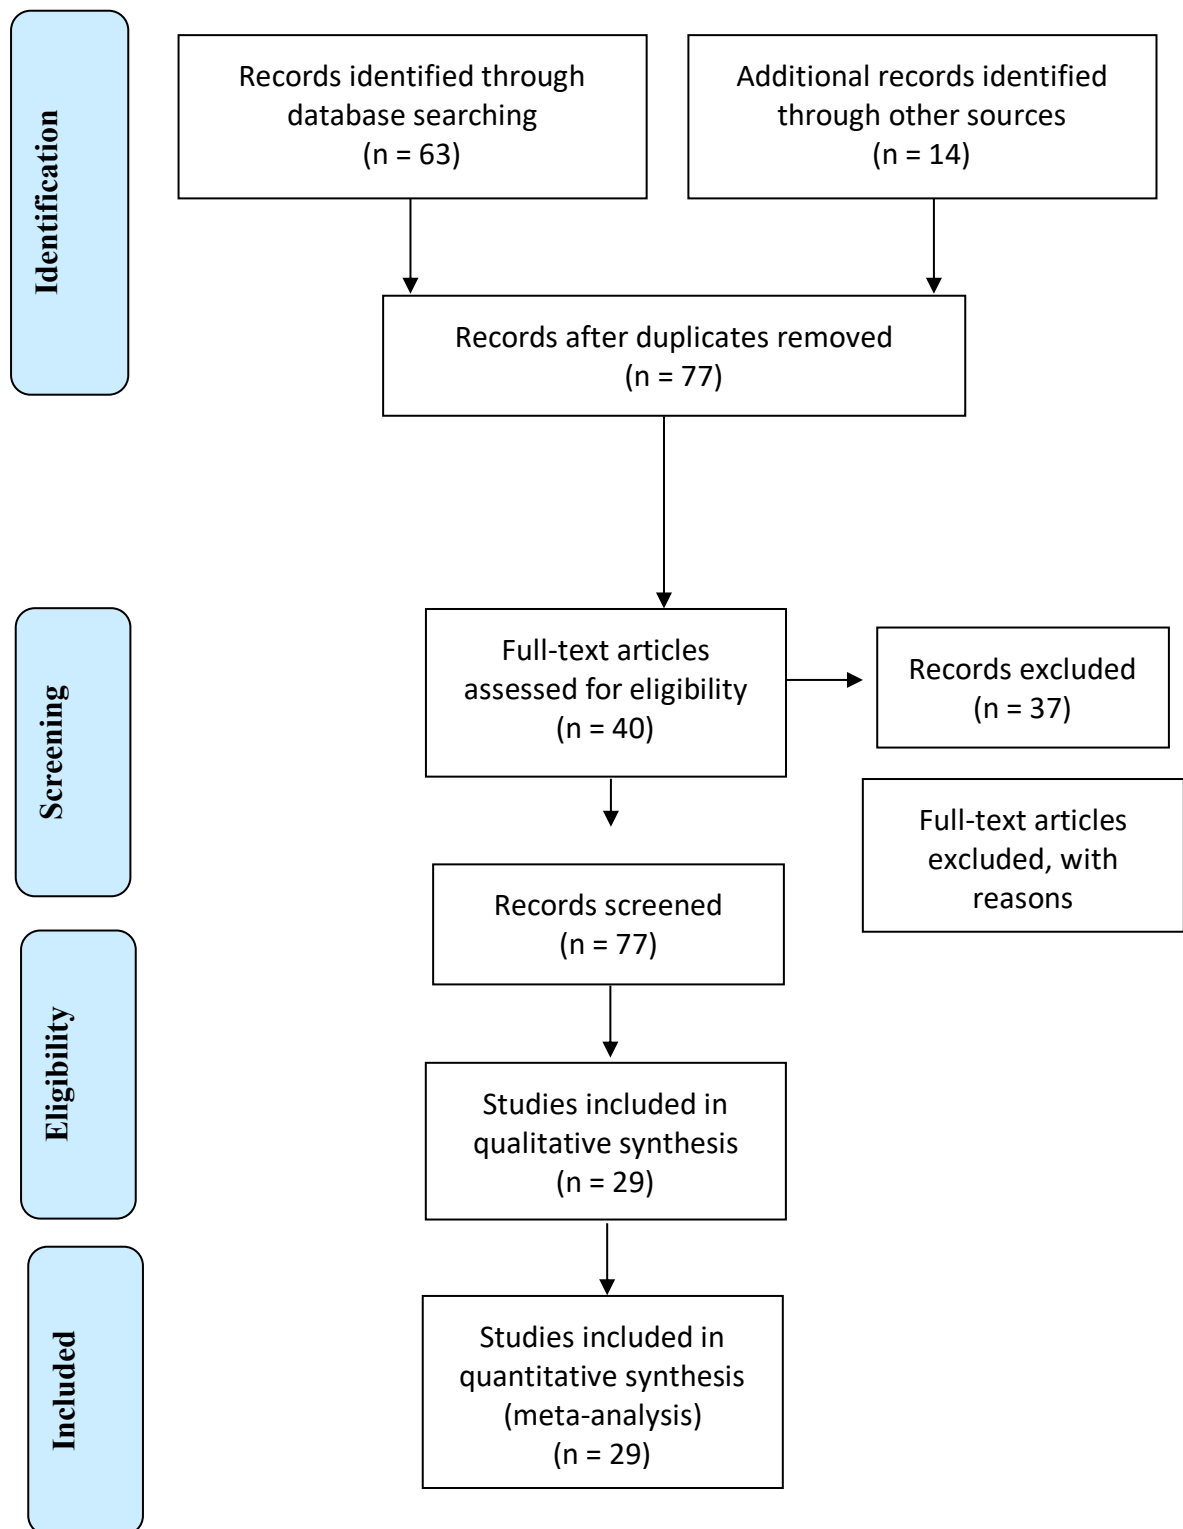 Identification
Records identified through
database searching
(n = 63)
Additional records identified
through other sources
(n = 14)
Records after duplicates removed
(n = 77)
Screening
Full-text articles
assessed for eligibility
(n = 40)
Records excluded
(n = 37)
Full-text articles
excluded, with
reasons
Records screened
(n = 77)
Eligibility
Studies included in
qualitative synthesis
(n = 29)
Included
Studies included in
quantitative synthesis
(meta-analysis)
(n = 29)